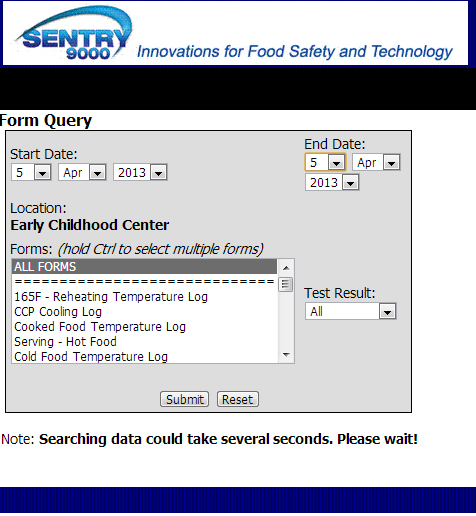 SENTRY
9000
Innovations for Food Safety and Technology
Form Query
Start Date:
5 Apr 2013
End Date:
5 Apr
2013
Location:
Early Childhood Center
Forms: (hold Ctrl to select multiple forms)
ALL FORMS
==============================
165F - Reheating Temperature Log
CCP Cooling Log
Cooked Food Temperature Log
Serving - Hot Food
Cold Food Temperature Log
Test Result:
All
Submit Reset
Note: Searching data could take several seconds. Please wait!